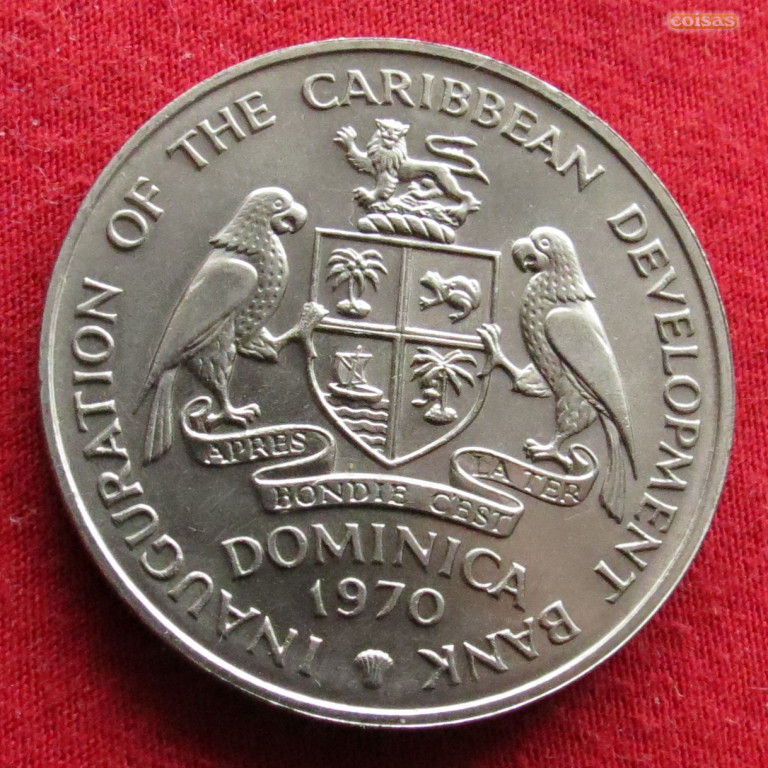 coisas
INAUGURATION OF THE CARIBBEAN DEVELOPMENT BANK
APRES
BONDIE C'EST
LA TER
DOMINICA
1970